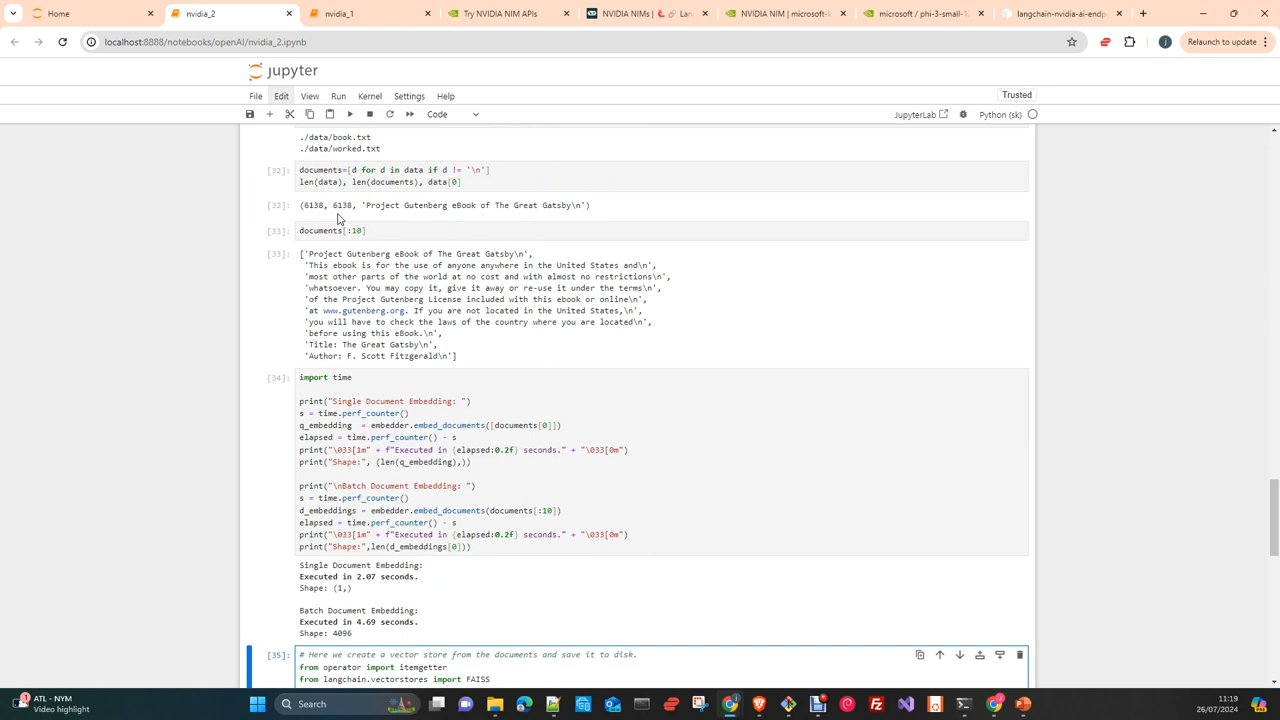 Home
nvidia_2
nvidia_1
Try NVIDIA NIM APIs
NVIDIA NIMs | 🦜️🔗 Lan
NVIDIA NIM | microsoft-
microsoft / phi-3-small-12
langchain-nvidia-ai-endp
localhost:8888/notebooks/openAI/nvidia_2.ipynb
Relaunch to update
jupyter
File Edit View Run Kernel Settings Help
Trusted
Code
JupyterLab
Python (sk)
./data/book.txt
./data/worked.txt
[32]:
documents=[d for d in data if d != '\n']
len(data), len(documents), data[0]
[32]:
(6138, 6138, 'Project Gutenberg eBook of The Great Gatsby\n')
[33]:
documents[:10]
[33]:
['Project Gutenberg eBook of The Great Gatsby\n',
'This ebook is for the use of anyone anywhere in the United States and\n',
'most other parts of the world at no cost and with almost no restrictions\n',
'whatsoever. You may copy it, give it away or re-use it under the terms\n',
'of the Project Gutenberg License included with this ebook or online\n',
'at www.gutenberg.org. If you are not located in the United States,\n',
'you will have to check the laws of the country where you are located\n',
'before using this eBook.\n',
'Title: The Great Gatsby\n',
'Author: F. Scott Fitzgerald\n']
[34]:
import time
print("Single Document Embedding: ")
s = time.perf_counter()
q_embedding  = embedder.embed_documents([documents[0]])
elapsed = time.perf_counter() - s
print("\033[1m" + f"Executed in {elapsed:0.2f} seconds." + "\033[0m")
print("Shape:", (len(q_embedding),))
print("\nBatch Document Embedding: ")
s = time.perf_counter()
d_embeddings = embedder.embed_documents(documents[:10])
elapsed = time.perf_counter() - s
print("\033[1m" + f"Executed in {elapsed:0.2f} seconds." + "\033[0m")
print("Shape:",len(d_embeddings[0]))
Single Document Embedding:
Executed in 2.07 seconds.
Shape: (1,)
Batch Document Embedding:
Executed in 4.69 seconds.
Shape: 4096
[35]:
# Here we create a vector store from the documents and save it to disk.
from operator import itemgetter
from langchain.vectorstores import FAISS
ATL - NYM
Video highlight
Search
11:19
26/07/2024